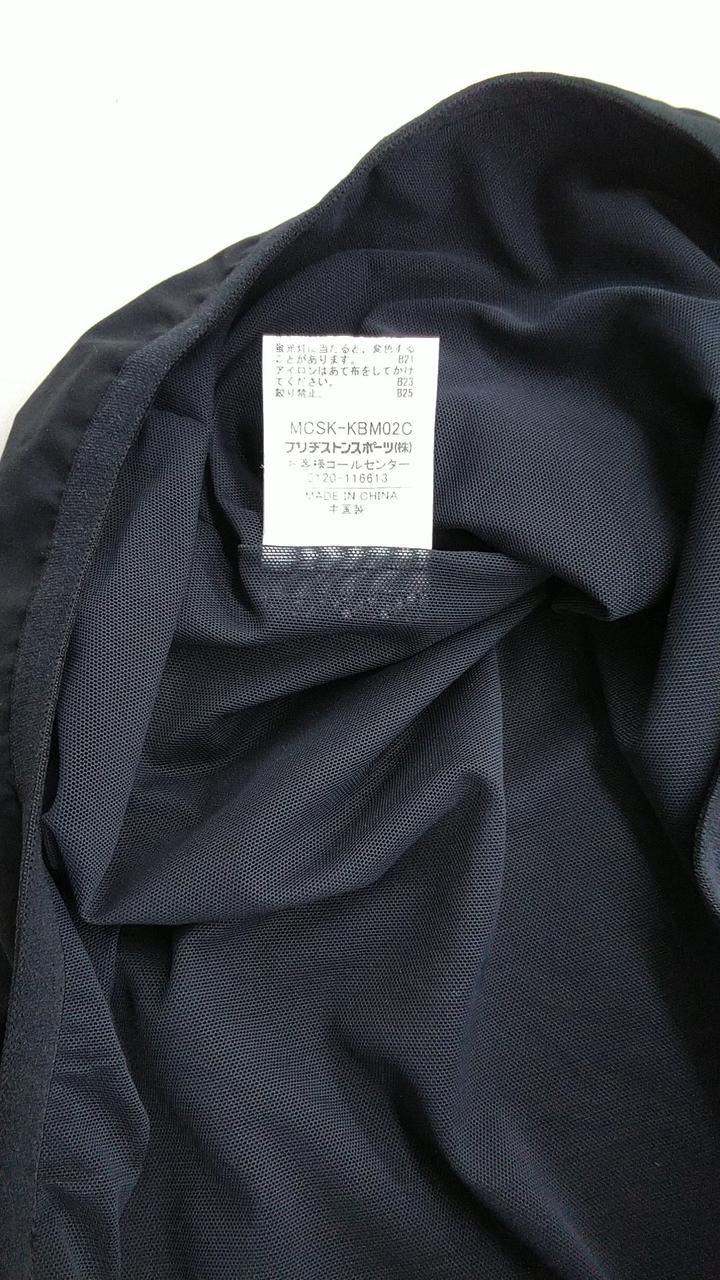 蛍光灯に当たると、変色する
ことがあります。 B21
アイロンはあて布をしてかけ
てください。 B23
絞り禁止。 B25
MCSK-KBM02C
ブリヂストンスポーツ(株)
お客様コールセンター
0120-116613
MADE IN CHINA
中国製